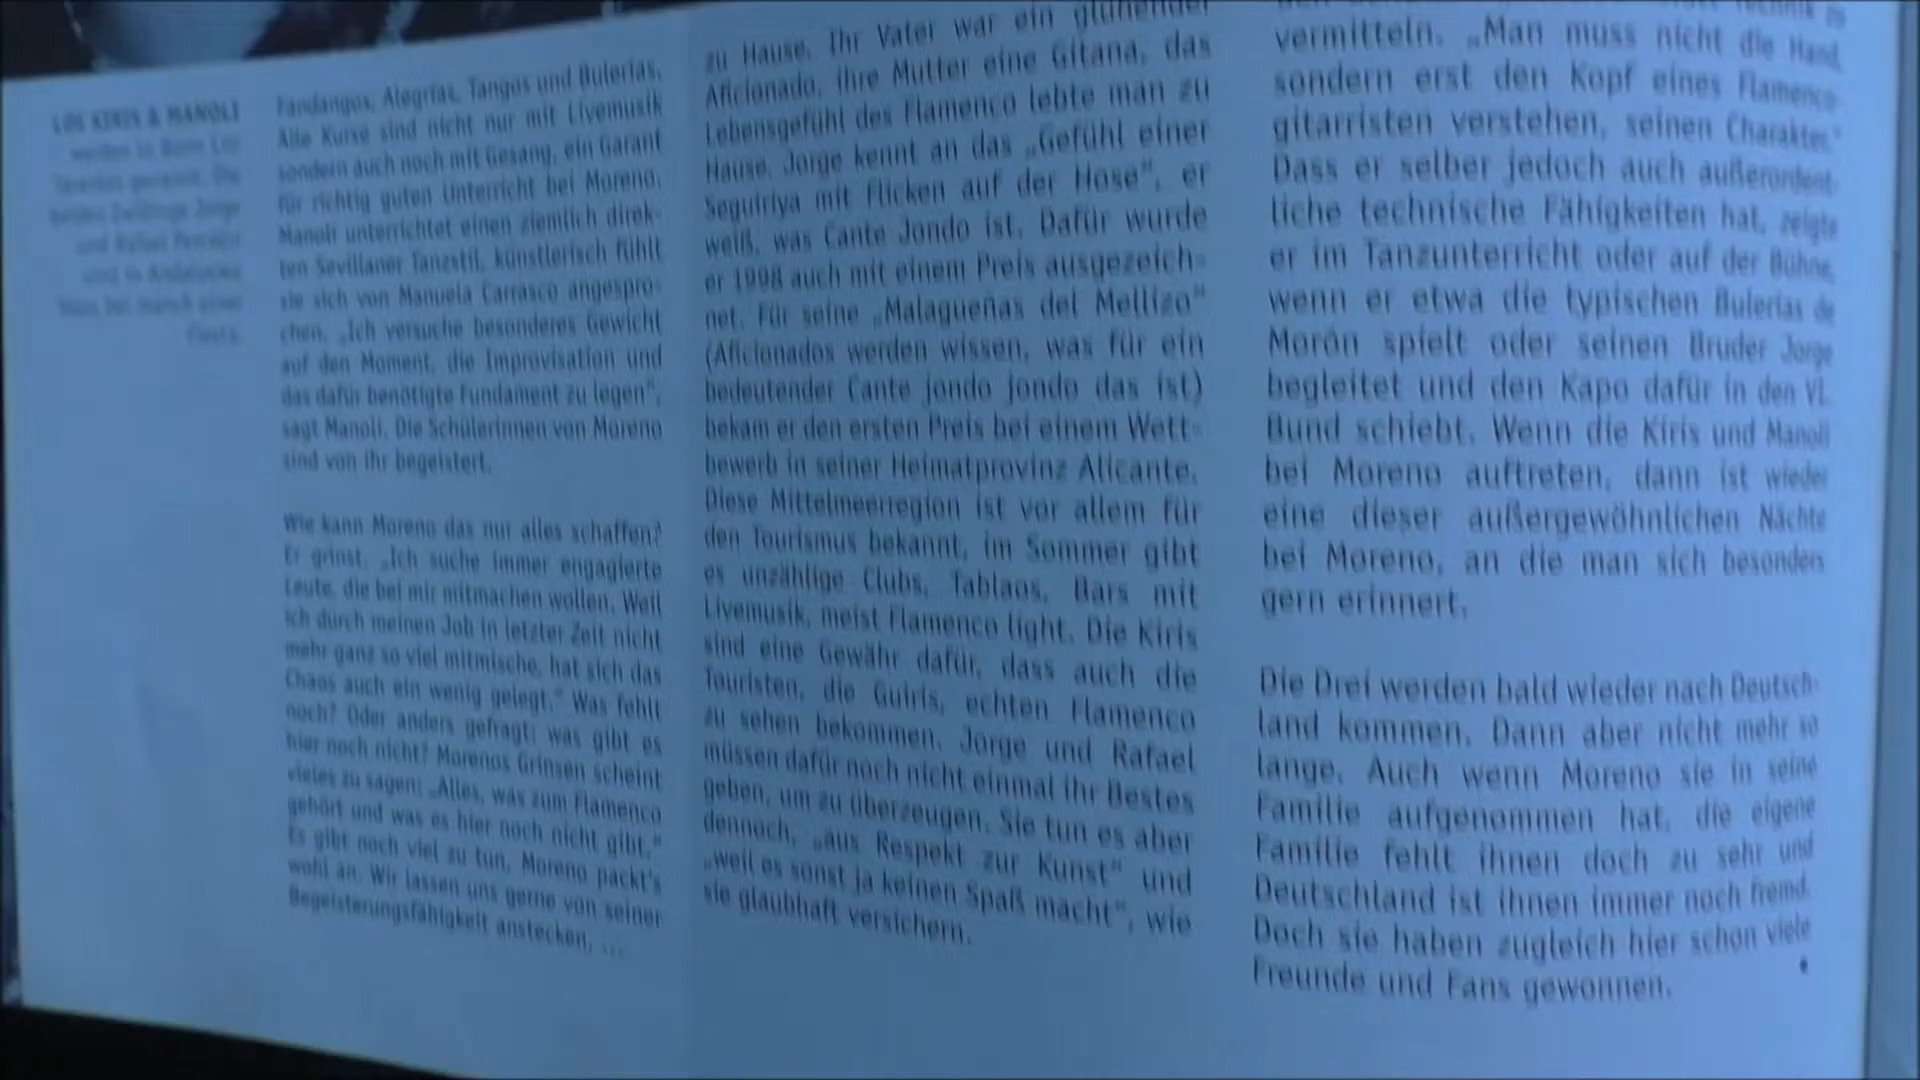 LOS KIRIS & MANOLI
werden in Bonn Los
und Rafael
sind in Andalusien
Stars bei manch einer
Fiesta.
Fandangos, Alegrías, Tangos und Bulerías.
Alle Kurse sind nicht nur mit Livemusik
sondern auch noch mit Gesang, ein Garant
für richtig guten Unterricht bei Moreno.
Manoli unterrichtet einen ziemlich direk-
ten Sevillaner Tanzstil, künstlerisch fühlt
sie sich von Manuela Carrasco angespro-
chen. „Ich versuche besonderes Gewicht
auf den Moment, die Improvisation und
das dafür benötigte Fundament zu legen",
sagt Manoli. Die SchülerInnen von Moreno
sind von ihr begeistert.
Wie kann Moreno das nur alles schaffen?
Er grinst. „Ich suche immer engagierte
Leute, die bei mir mitmachen wollen. Weil
ich durch meinen Job in letzter Zeit nicht
mehr ganz so viel mitmische, hat sich das
Chaos auch ein wenig gelegt." Was fehlt
noch? Oder anders gefragt: was gibt es
hier noch nicht? Morenos Grinsen scheint
vieles zu sagen: „Alles, was zum Flamenco
gehört und was es hier noch nicht gibt."
Es gibt noch viel zu tun, Moreno packt's
wohl an. Wir lassen uns gerne von seiner
Begeisterungsfähigkeit anstecken. ...
zu Hause. Ihr Vater war ein glühender
Aficionado, ihre Mutter eine Gitana, das
Lebensgefühl des Flamenco lebte man zu
Hause. Jorge kennt an das „Gefühl einer
Seguiriya mit Flicken auf der Hose", er
weiß, was Cante Jondo ist. Dafür wurde
er 1998 auch mit einem Preis ausgezeich-
net. Für seine „Malagueñas del Mellizo"
(Aficionados werden wissen, was für ein
bedeutender Cante jondo jondo das ist)
bekam er den ersten Preis bei einem Wett-
bewerb in seiner Heimatprovinz Alicante.
Diese Mittelmeerregion ist vor allem für
den Tourismus bekannt, im Sommer gibt
es unzählige Clubs, Tablaos, Bars mit
Livemusik, meist Flamenco light. Die Kiris
sind eine Gewähr dafür, dass auch die
Touristen, die Guiris, echten Flamenco
zu sehen bekommen. Jorge und Rafael
müssen dafür noch nicht einmal ihr Bestes
geben, um zu überzeugen. Sie tun es aber
dennoch, „aus Respekt zur Kunst" und
„weil es sonst ja keinen Spaß macht", wie
sie glaubhaft versichern.
Technik zu
vermitteln. „Man muss nicht die Hand,
sondern erst den Kopf eines Flamenco-
gitarristen verstehen, seinen Charakter."
Dass er selber jedoch auch außerordent-
liche technische Fähigkeiten hat, zeigte
er im Tanzunterricht oder auf der Bühne,
wenn er etwa die typischen Bulerías de
Morón spielt oder seinen Bruder Jorge
begleitet und den Kapo dafür in den VI.
Bund schiebt. Wenn die Kiris und Manoli
bei Moreno auftreten, dann ist wieder
eine dieser außergewöhnlichen Nächte
bei Moreno, an die man sich besonders
gern erinnert.
Die Drei werden bald wieder nach Deutsch-
land kommen. Dann aber nicht mehr so
lange. Auch wenn Moreno sie in seine
Familie aufgenommen hat, die eigene
Familie fehlt ihnen doch zu sehr und
Deutschland ist ihnen immer noch fremd.
Doch sie haben zugleich hier schon viele
Freunde und Fans gewonnen.